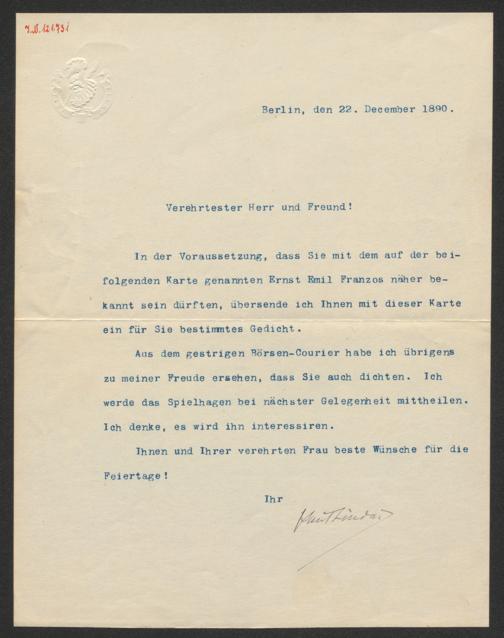 J.N. 121.731
Berlin, den 22. December 1890.
Verehrtester Herr und Freund!
In der Voraussetzung, dass Sie mit dem auf der bei-
folgenden Karte genannten Ernst Emil Franzos näher be-
kannt sein dürften, übersende ich Ihnen mit dieser Karte
ein für Sie bestimmtes Gedicht.
Aus dem gestrigen Börsen-Courier habe ich übrigens
zu meiner Freude ersehen, dass Sie auch dichten. Ich
werde das Spielhagen bei nächster Gelegenheit mittheilen.
Ich denke, es wird ihn interessiren.
Ihnen und Ihrer verehrten Frau beste Wünsche für die
Feiertage!
Ihr
Paul Lindau